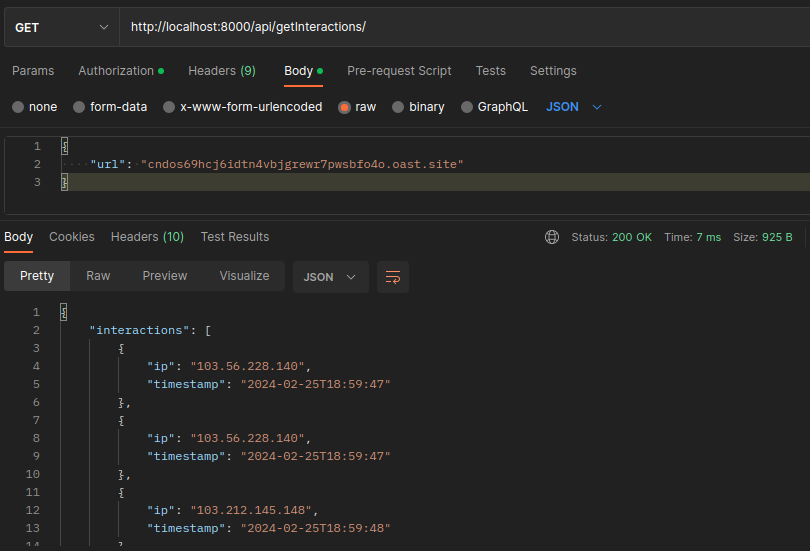 GET http://localhost:8000/api/getInteractions/
Params Authorization Headers (9) Body Pre-request Script Tests Settings
none form-data x-www-form-urlencoded raw binary GraphQL JSON
1 {
2 ····"url":·"cndos69hcj6idtn4vbjgrewr7pwsbfo4o.oast.site"
3 }
Body Cookies Headers (10) Test Results Status: 200 OK Time: 7 ms Size: 925 B
Pretty Raw Preview Visualize JSON
1 {
2 "interactions": [
3 {
4 "ip": "103.56.228.140",
5 "timestamp": "2024-02-25T18:59:47"
6 },
7 {
8 "ip": "103.56.228.140",
9 "timestamp": "2024-02-25T18:59:47"
10 },
11 {
12 "ip": "103.212.145.148",
13 "timestamp": "2024-02-25T18:59:48"
14 }